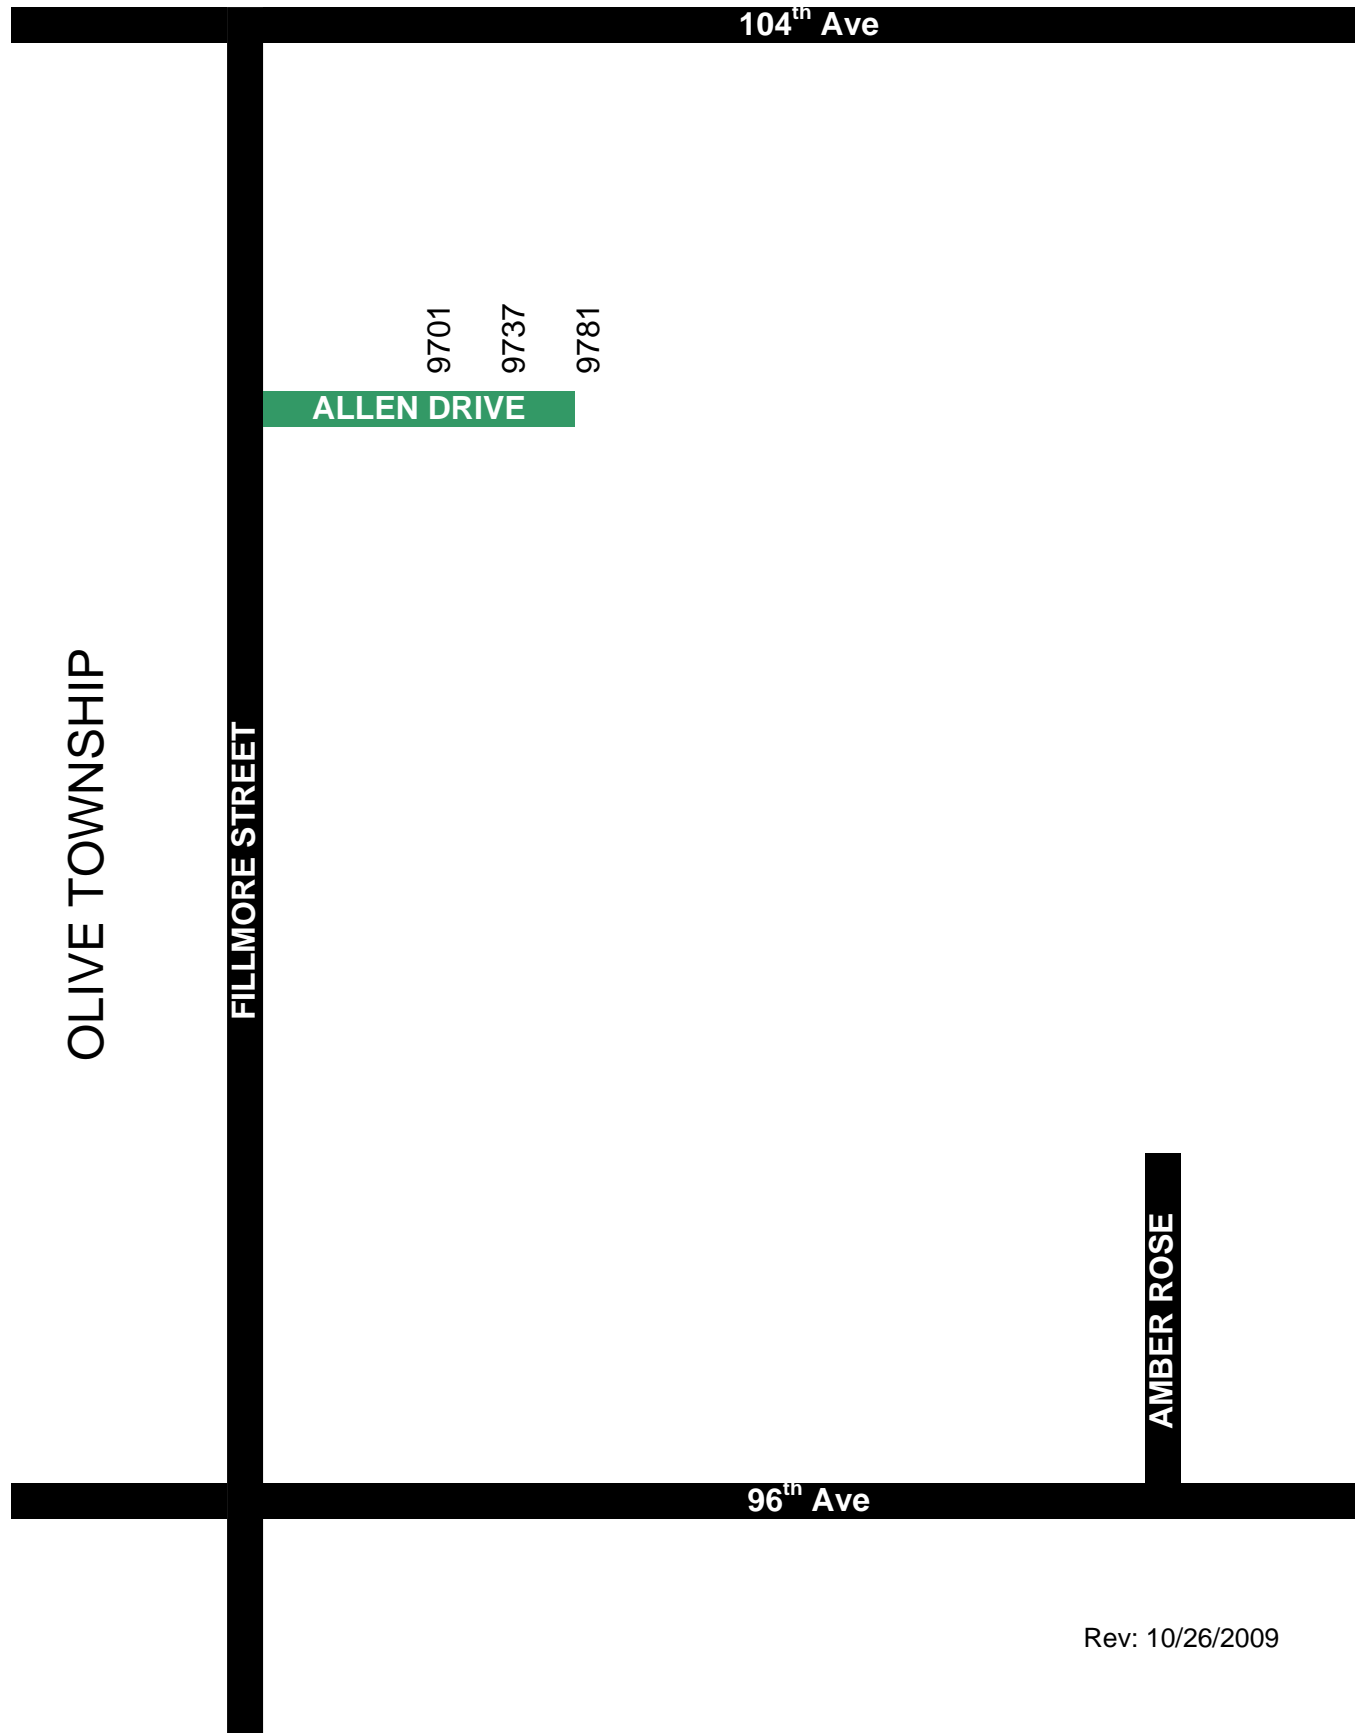 104th Ave
9701
9737
9781
ALLEN DRIVE
OLIVE TOWNSHIP
FILLMORE STREET
AMBER ROSE
96th Ave
Rev: 10/26/2009